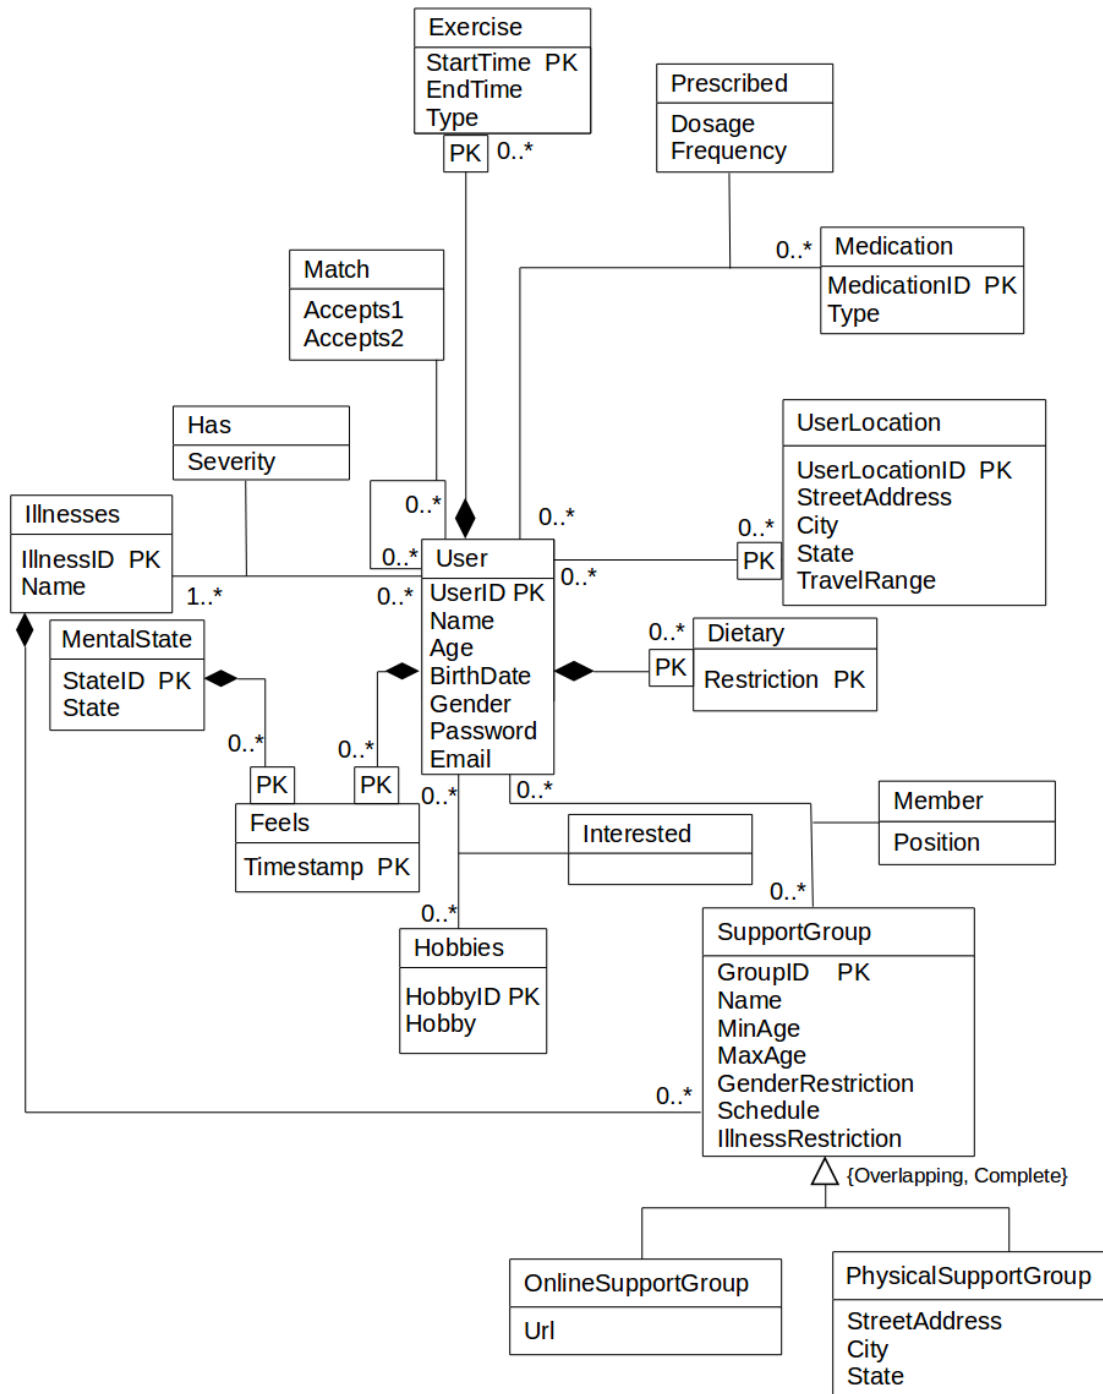 Exercise
StartTime PK
EndTime
Type
PK
0..*
Prescribed
Dosage
Frequency
0..*
Medication
MedicationID PK
Type
Match
Accepts1
Accepts2
Has
Severity
UserLocation
UserLocationID PK
StreetAddress
City
State
TravelRange
0..*
0..*
0..*
PK
Illnesses
IllnessID PK
Name
1..*
0..*
0..*
0..*
User
UserID PK
Name
Age
BirthDate
Gender
Password
Email
MentalState
StateID PK
State
0..*
Dietary
PK
Restriction PK
0..*
0..*
PK
PK
Feels
Timestamp PK
0..*
0..*
Interested
Member
Position
0..*
0..*
Hobbies
HobbyID PK
Hobby
SupportGroup
GroupID PK
Name
MinAge
MaxAge
GenderRestriction
Schedule
IllnessRestriction
0..*
{Overlapping, Complete}
OnlineSupportGroup
Url
PhysicalSupportGroup
StreetAddress
City
State